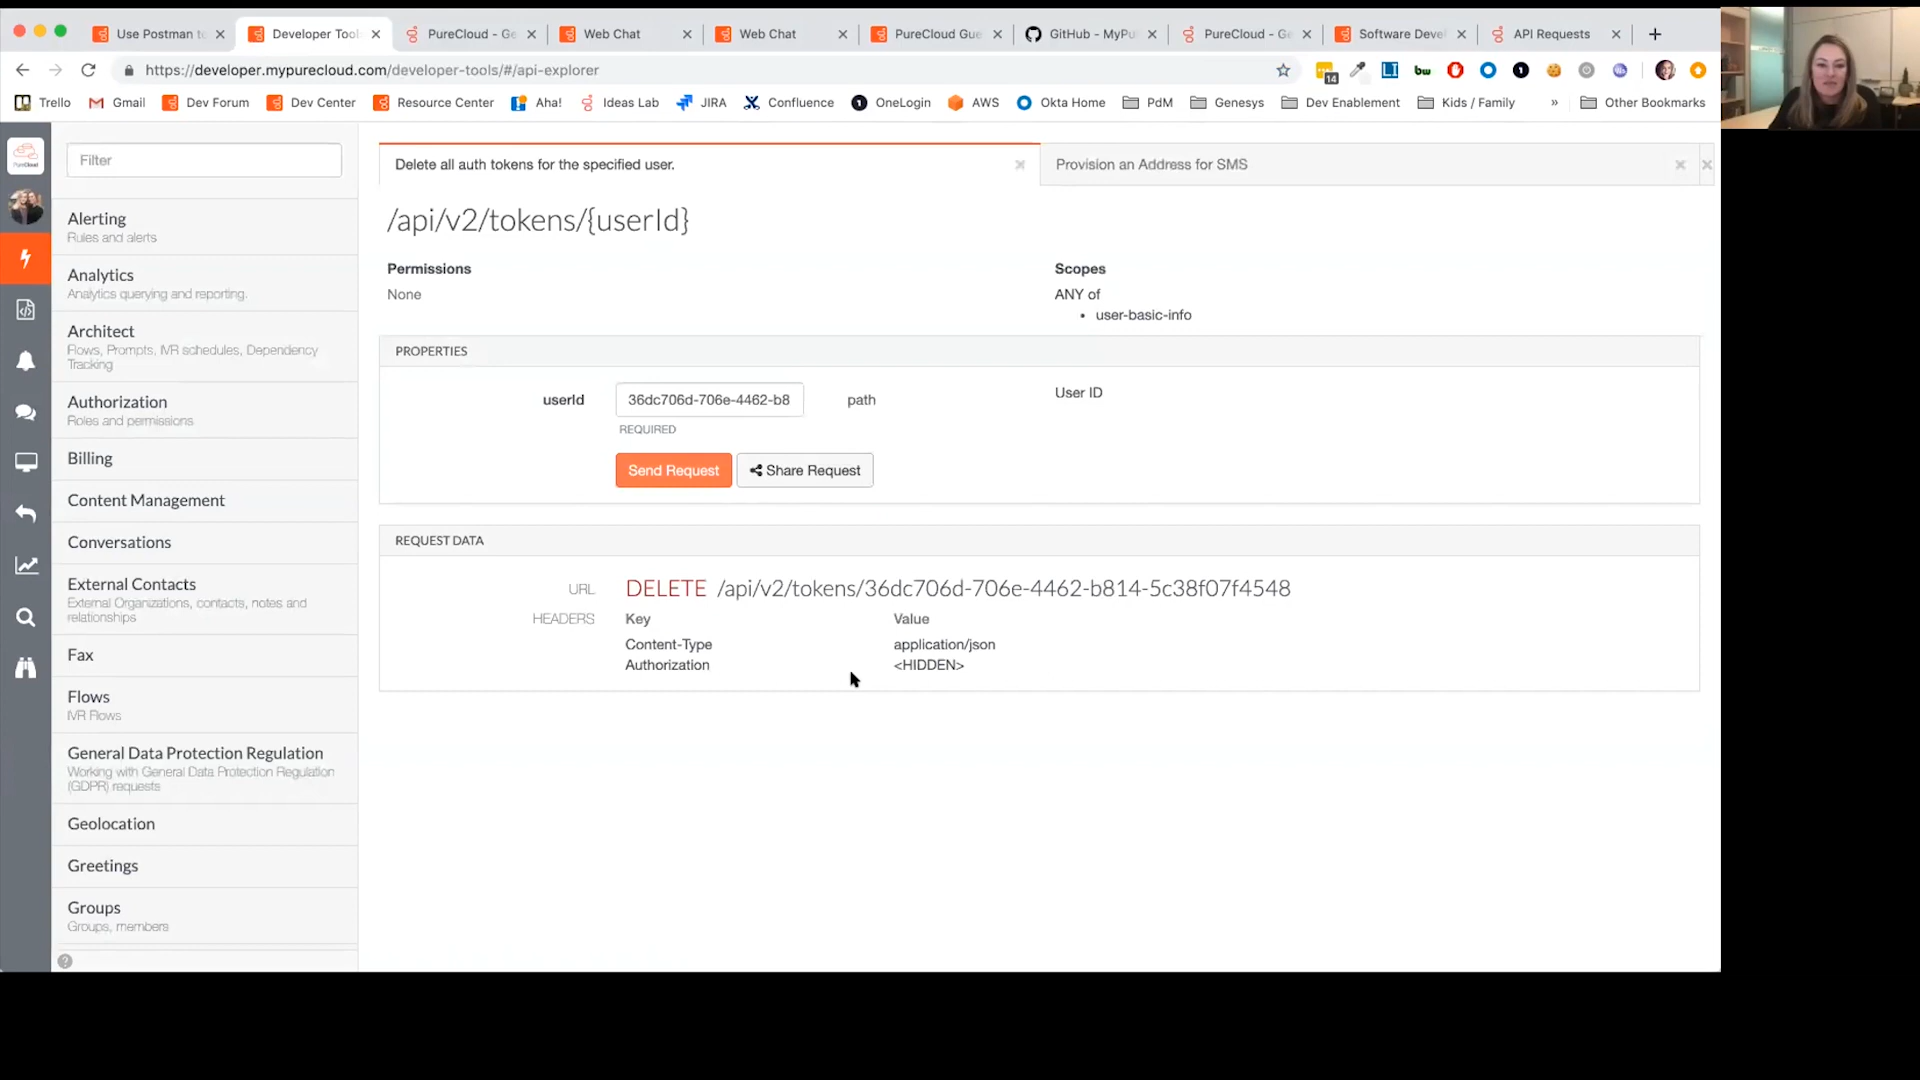 Use Postman to
Developer Tool
PureCloud - Ge
Web Chat
Web Chat
PureCloud Gue
GitHub - MyPu
PureCloud - Ge
Software Deve
API Requests
https://developer.mypurecloud.com/developer-tools/#/api-explorer
14
bw
Trello
Gmail
Dev Forum
Dev Center
Resource Center
Aha!
Ideas Lab
JIRA
Confluence
OneLogin
AWS
Okta Home
PdM
Genesys
Dev Enablement
Kids / Family
»
Other Bookmarks
PureCloud
Filter
Alerting
Rules and alerts
Analytics
Analytics querying and reporting.
Architect
Flows, Prompts, IVR schedules, Dependency
Tracking
Authorization
Roles and permissions
Billing
Content Management
Conversations
External Contacts
External Organizations, contacts, notes and
relationships
Fax
Flows
IVR Flows
General Data Protection Regulation
Working with General Data Protection Regulation
(GDPR) requests
Geolocation
Greetings
Groups
Groups, members
Delete all auth tokens for the specified user.
Provision an Address for SMS
/api/v2/tokens/{userId}
Permissions
None
Scopes
ANY of
• user-basic-info
PROPERTIES
userId
36dc706d-706e-4462-b8
path
User ID
REQUIRED
Send Request
Share Request
REQUEST DATA
URL
DELETE /api/v2/tokens/36dc706d-706e-4462-b814-5c38f07f4548
HEADERS
Key
Value
Content-Type
application/json
Authorization
<HIDDEN>